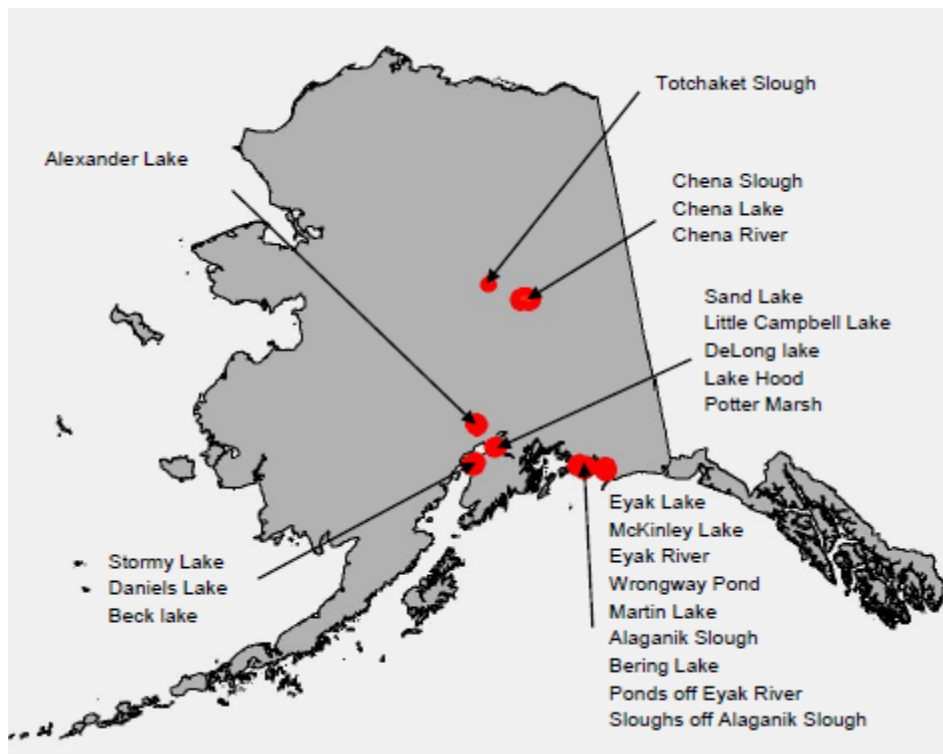 Totchaket Slough
Alexander Lake
Chena Slough
Chena Lake
Chena River
Sand Lake
Little Campbell Lake
DeLong lake
Lake Hood
Potter Marsh
Stormy Lake
Daniels Lake
Beck lake
Eyak Lake
McKinley Lake
Eyak River
Wrongway Pond
Martin Lake
Alaganik Slough
Bering Lake
Ponds off Eyak River
Sloughs off Alaganik Slough